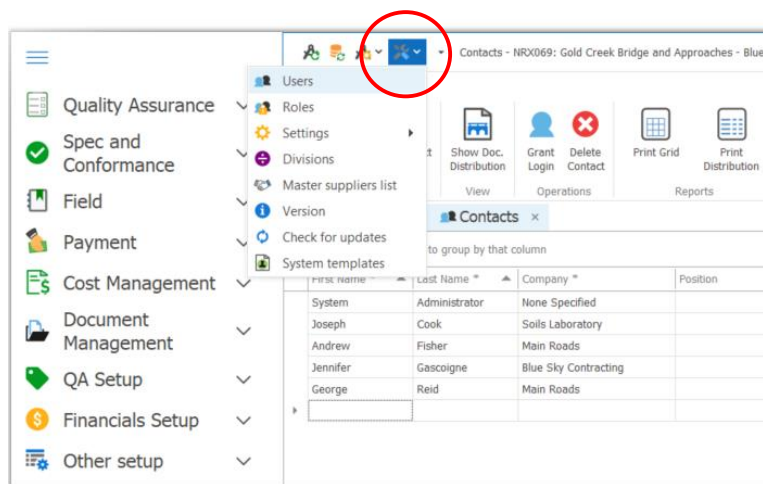 Contacts - NRX069: Gold Creek Bridge and Approaches - Blue
Quality Assurance
Spec and
Conformance
Field
Payment
Cost Management
Document
Management
QA Setup
Financials Setup
Other setup
Users
Roles
Settings
Divisions
Master suppliers list
Version
Check for updates
System templates
Show Doc.
Distribution
Grant
Login
Delete
Contact
Print Grid
Print
Distribution
View
Operations
Reports
Contacts ×
to group by that column
First Name * Last Name * Company * Position
System Administrator None Specified
Joseph Cook Soils Laboratory
Andrew Fisher Main Roads
Jennifer Gascoigne Blue Sky Contracting
George Reid Main Roads